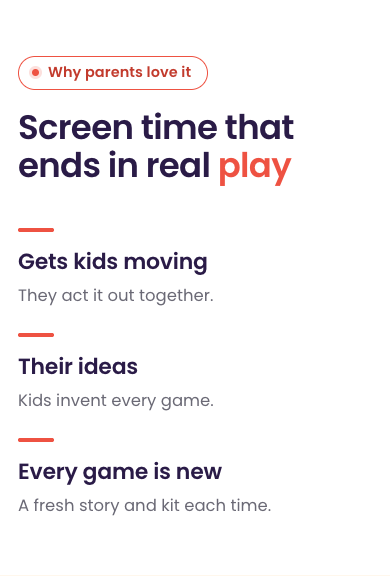 Why parents love it
Screen time that
ends in real play
Gets kids moving
They act it out together.
Their ideas
Kids invent every game.
Every game is new
A fresh story and kit each time.